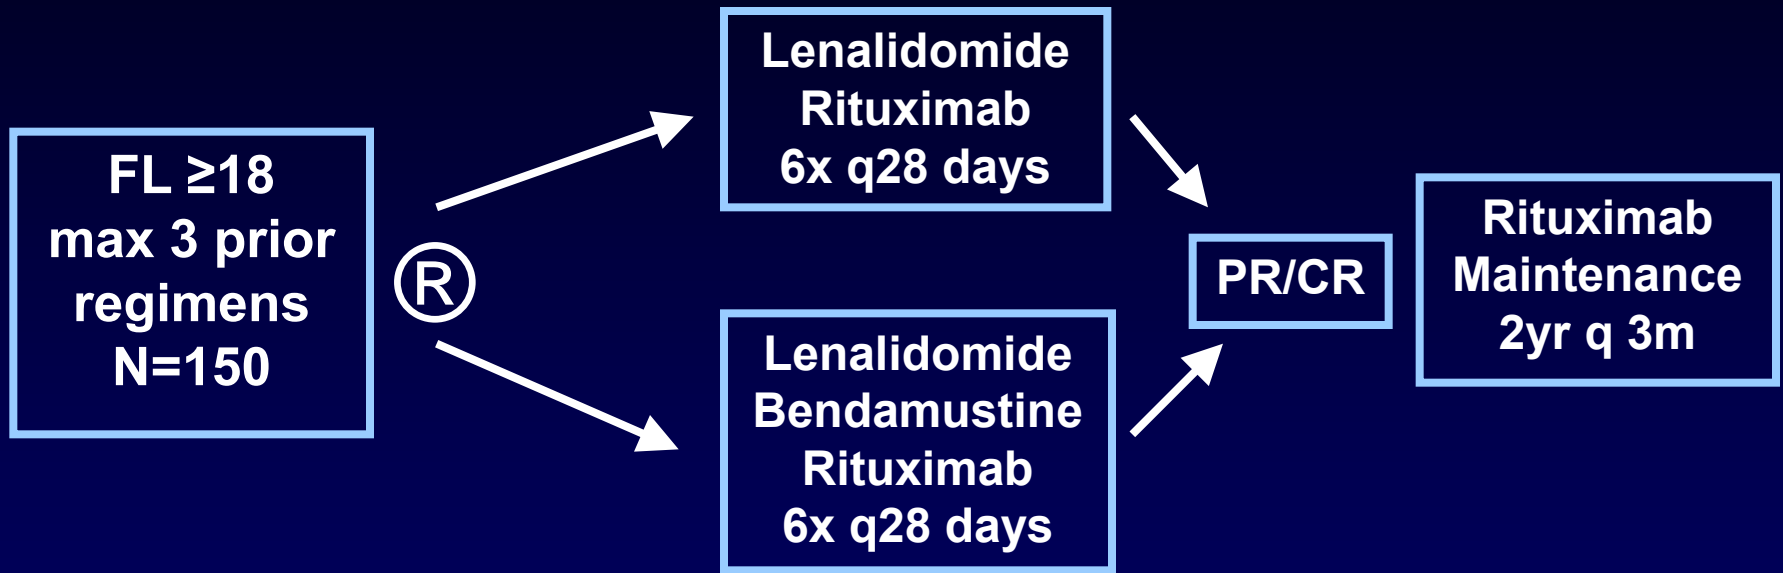 FL ≥18
max 3 prior
regimens
N=150
®
Lenalidomide
Rituximab
6x q28 days
Lenalidomide
Bendamustine
Rituximab
6x q28 days
PR/CR
Rituximab
Maintenance
2yr q 3m